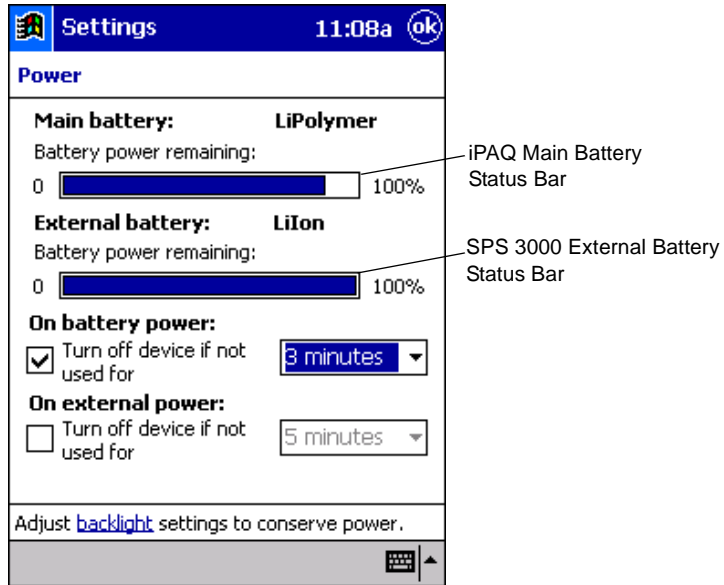 Settings 11:08a ok
Power
Main battery: LiPolymer
Battery power remaining:
0 100%
iPAQ Main Battery
Status Bar
External battery: LiIon
Battery power remaining:
0 100%
SPS 3000 External Battery
Status Bar
On battery power:
Turn off device if not
used for
3 minutes
On external power:
Turn off device if not
used for
5 minutes
Adjust backlight settings to conserve power.